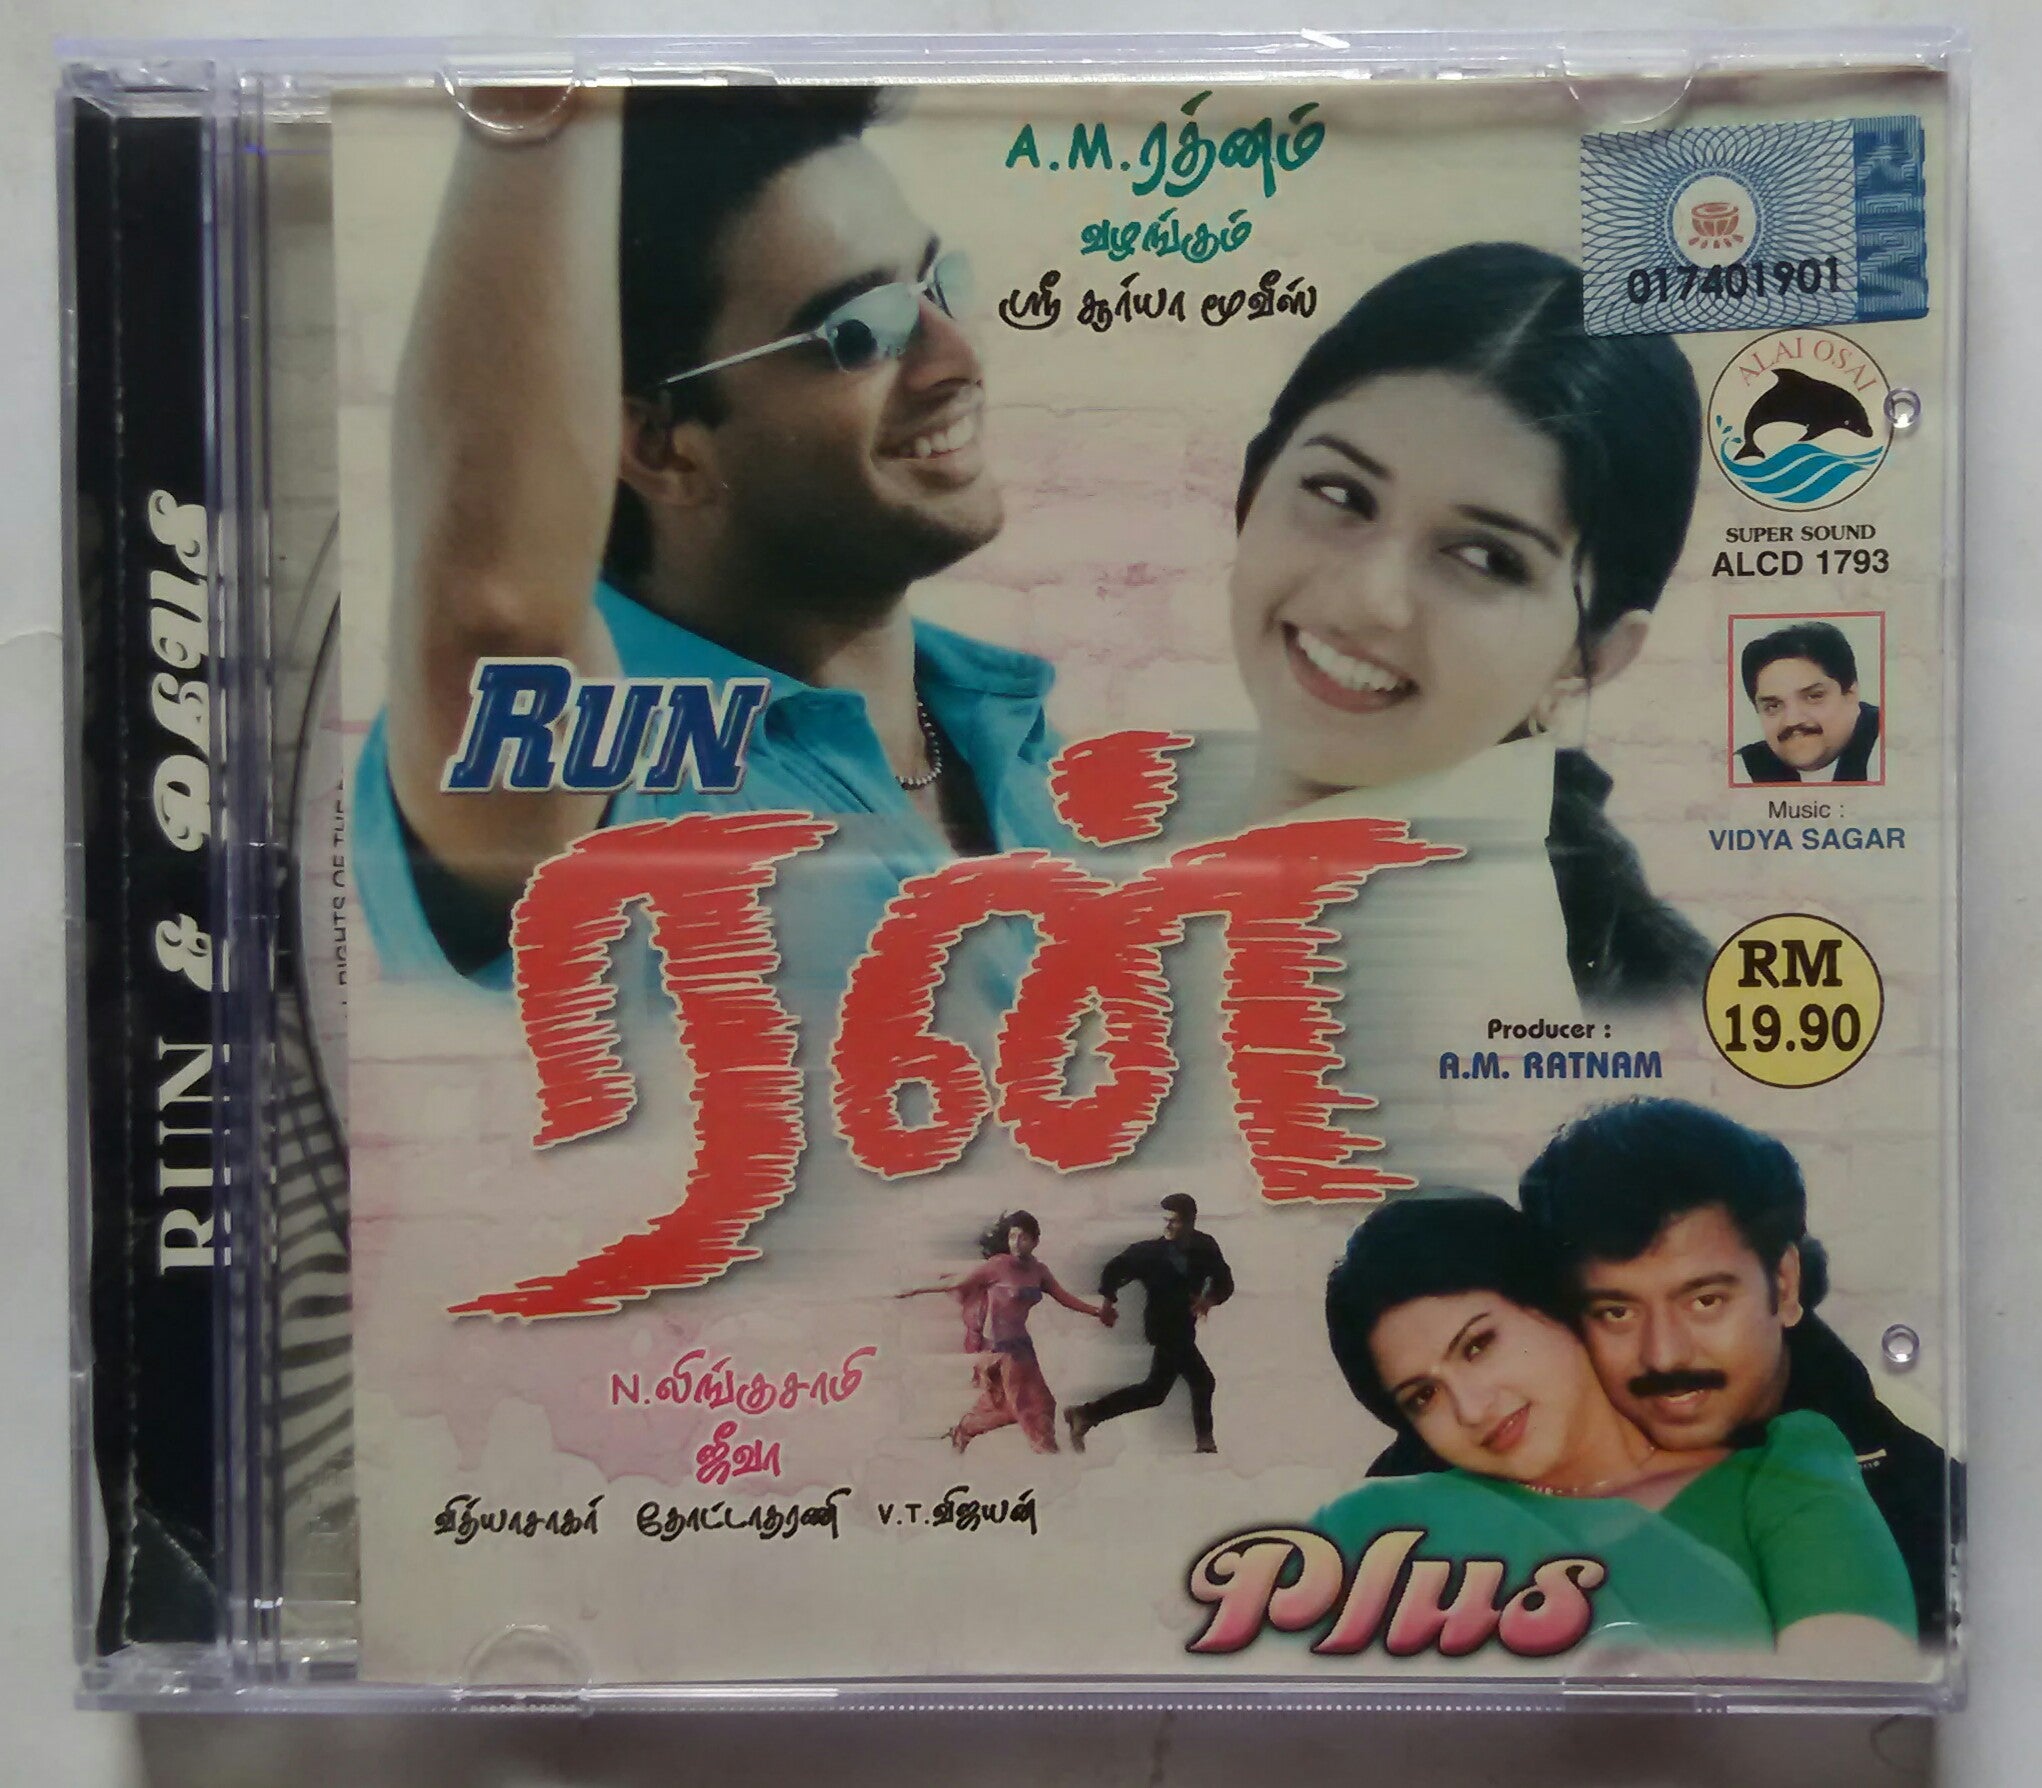 A.M.ரத்னம்
வழங்கும்
ஸ்ரீ சூர்யா மூவீஸ்
017401901
ALAI OSAI
SUPER SOUND
ALCD 1793
Music :
VIDYA SAGAR
RUN
ரன்
RM
19.90
Producer :
A.M. RATNAM
N.லிங்குசாமி
ஜீவா
வித்யாசாகர் தோட்டாதரணி V.T.விஜயன்
Plus
RUN &